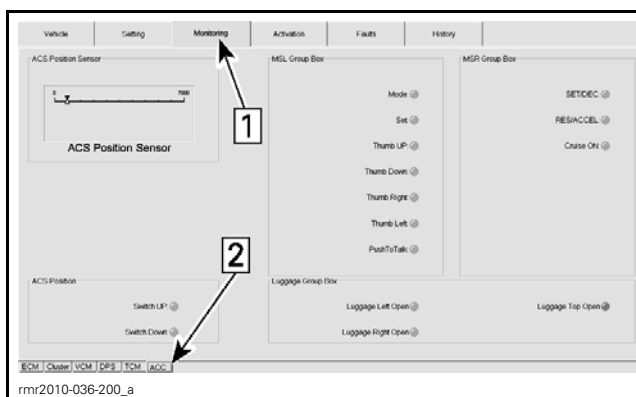 Vehicle Setting Monitoring Activation Faults History
ACS Position Sensor MSL Group Box MSR Group Box
0 7000
Mode SET/DEC
1
Set RES/ACCEL
ACS Position Sensor Thumb UP Cruise ON
Thumb Down
Thumb Right
Thumb Left
2
PushToTalk
ACS Position Luggage Group Box
Switch UP Luggage Left Open Luggage Top Open
Switch Down Luggage Right Open
ECM Cluster VCM DPS TCM ACC
rmr2010-036-200_a